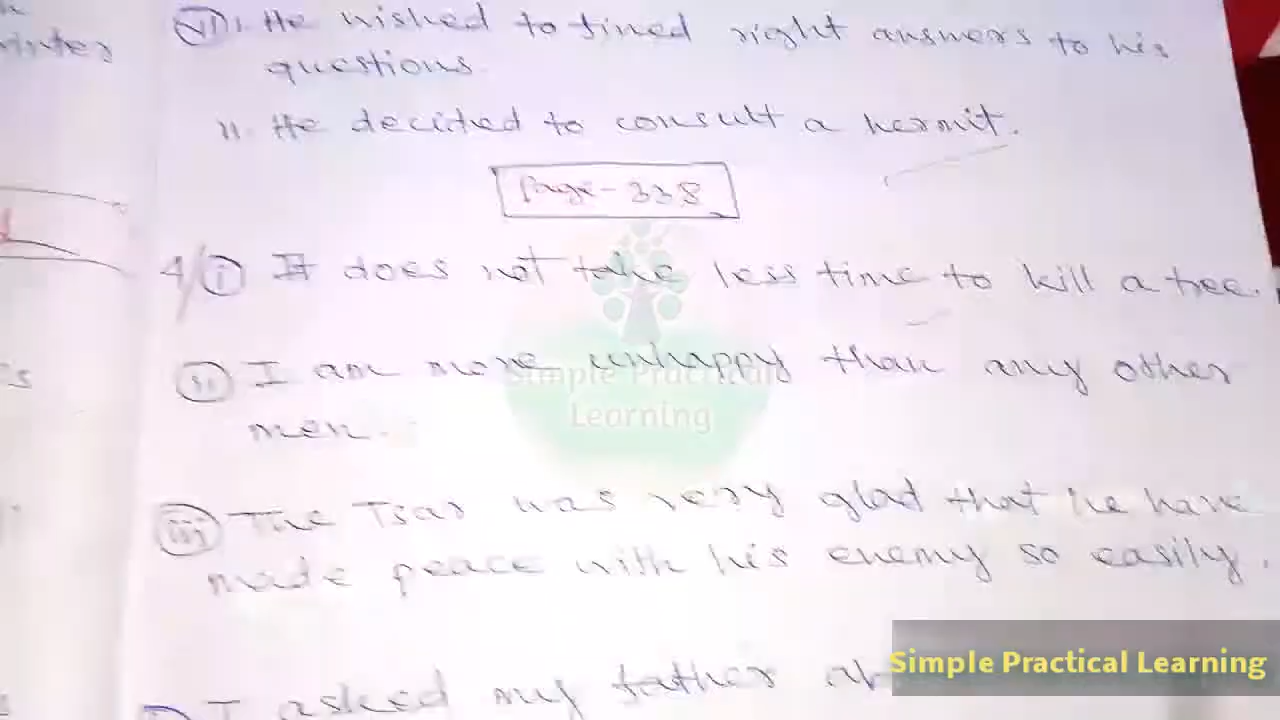 inter
vii) i. He wished to fined right answers to his
questions.
ii. He decided to consult a hermit.
Page - 338
4/ i) It does not take less time to kill a tree.
ii) I am more unhappy than any other
men.
iii) The Tsar was very glad that he have
made peace with his enemy so easily.
I asked my father
Simple Practical
Learning
Simple Practical Learning